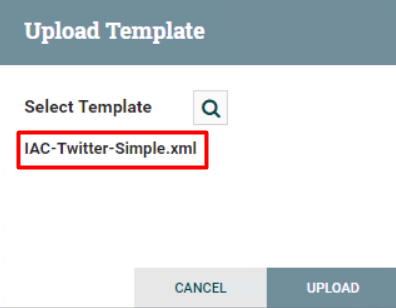 Upload Template
Select Template
IAC-Twitter-Simple.xml
CANCEL UPLOAD